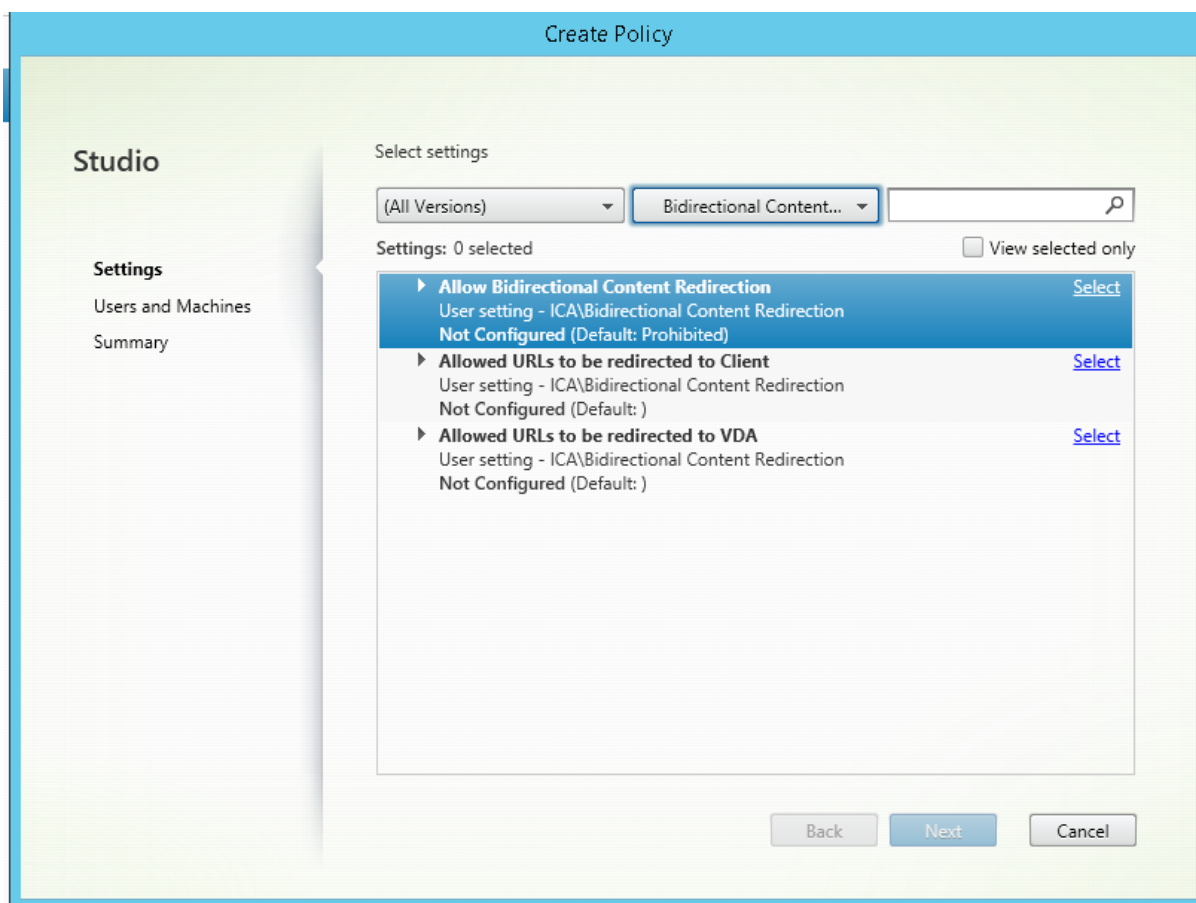 Create Policy
Studio
Settings
Users and Machines
Summary
Select settings
(All Versions)
Bidirectional Content...
Settings: 0 selected
View selected only
Allow Bidirectional Content Redirection
Select
User setting - ICA\Bidirectional Content Redirection
Not Configured (Default: Prohibited)
Allowed URLs to be redirected to Client
Select
User setting - ICA\Bidirectional Content Redirection
Not Configured (Default: )
Allowed URLs to be redirected to VDA
Select
User setting - ICA\Bidirectional Content Redirection
Not Configured (Default: )
Back
Next
Cancel